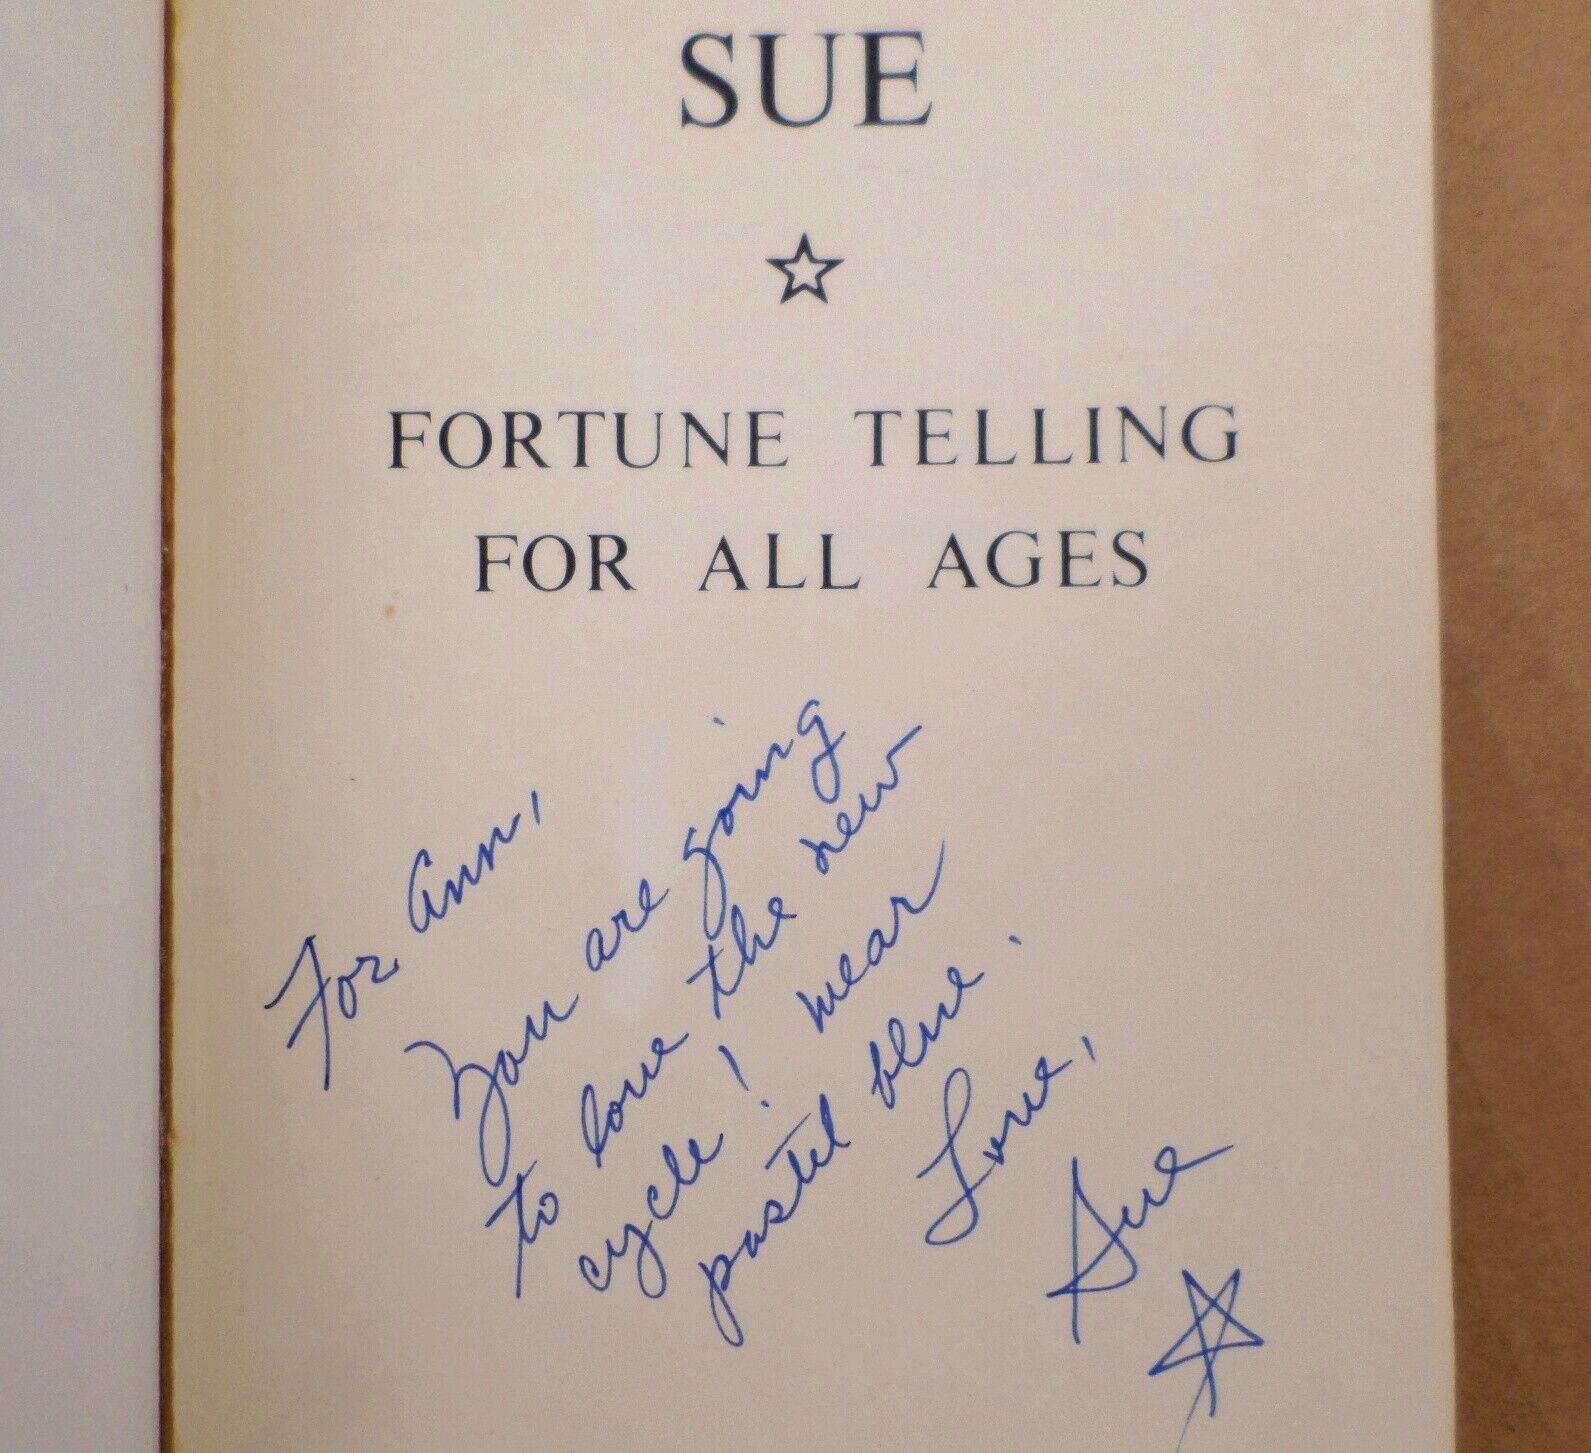 SUE
FORTUNE TELLING
FOR ALL AGES
For Ann,
You are going
to love the new
cycle! Wear
pastel blue.
Love,
Sue